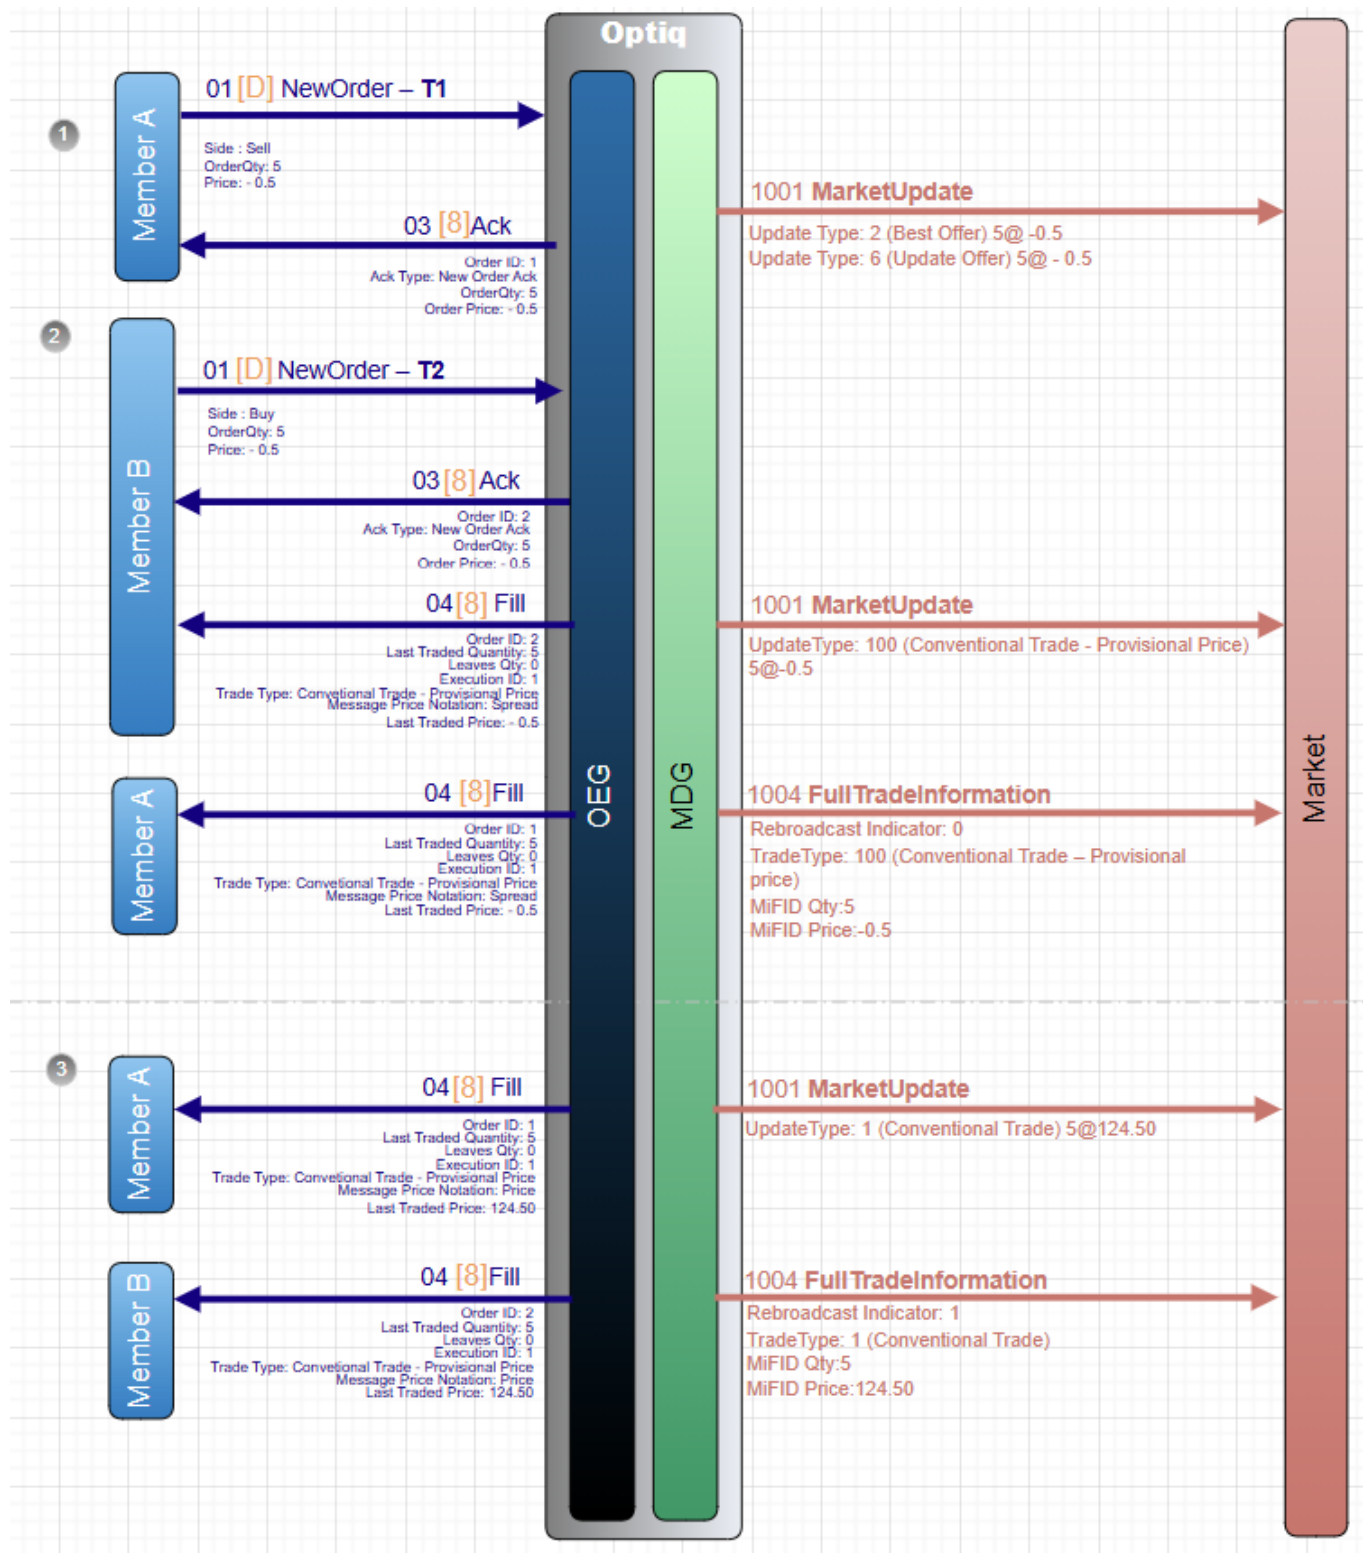 Optiq
1
Member A
01 [D] NewOrder – T1
Side : Sell
OrderQty: 5
Price: - 0.5
03 [8]Ack
Order ID: 1
Ack Type: New Order Ack
OrderQty: 5
Order Price: - 0.5
1001 MarketUpdate
Update Type: 2 (Best Offer) 5@ -0.5
Update Type: 6 (Update Offer) 5@ - 0.5
2
Member B
01 [D] NewOrder – T2
Side : Buy
OrderQty: 5
Price: - 0.5
03 [8] Ack
Order ID: 2
Ack Type: New Order Ack
OrderQty: 5
Order Price: - 0.5
04 [8] Fill
Order ID: 2
Last Traded Quantity: 5
Leaves Qty: 0
Execution ID: 1
Trade Type: Convetional Trade - Provisional Price
Message Price Notation: Spread
Last Traded Price: - 0.5
1001 MarketUpdate
UpdateType: 100 (Conventional Trade - Provisional Price)
5@-0.5
OEG
MDG
Market
Member A
04 [8]Fill
Order ID: 1
Last Traded Quantity: 5
Leaves Qty: 0
Execution ID: 1
Trade Type: Convetional Trade - Provisional Price
Message Price Notation: Spread
Last Traded Price: - 0.5
1004 FullTradeInformation
Rebroadcast Indicator: 0
TradeType: 100 (Conventional Trade – Provisional
price)
MiFID Qty:5
MiFID Price:-0.5
3
Member A
04 [8] Fill
Order ID: 1
Last Traded Quantity: 5
Leaves Qty: 0
Execution ID: 1
Trade Type: Convetional Trade - Provisional Price
Message Price Notation: Price
Last Traded Price: 124.50
1001 MarketUpdate
UpdateType: 1 (Conventional Trade) 5@124.50
Member B
04 [8]Fill
Order ID: 2
Last Traded Quantity: 5
Leaves Qty: 0
Execution ID: 1
Trade Type: Convetional Trade - Provisional Price
Message Price Notation: Price
Last Traded Price: 124.50
1004 FullTradeInformation
Rebroadcast Indicator: 1
TradeType: 1 (Conventional Trade)
MiFID Qty:5
MiFID Price:124.50